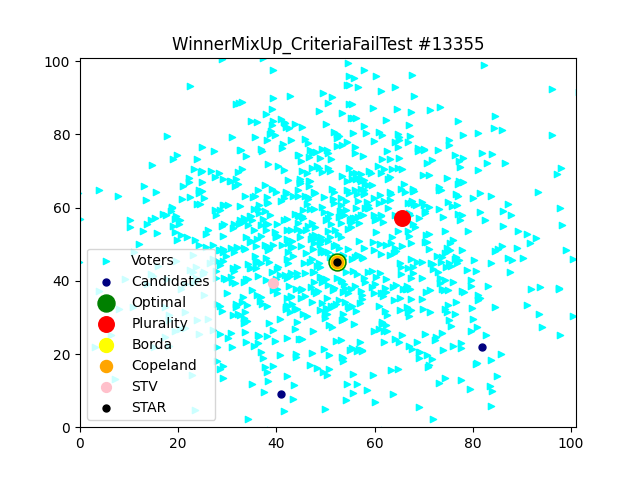 WinnerMixUp_CriteriaFailTest #13355
100
80
60
40
20
0
Voters
Candidates
Optimal
Plurality
Borda
Copeland
STV
STAR
0 20 40 60 80 100